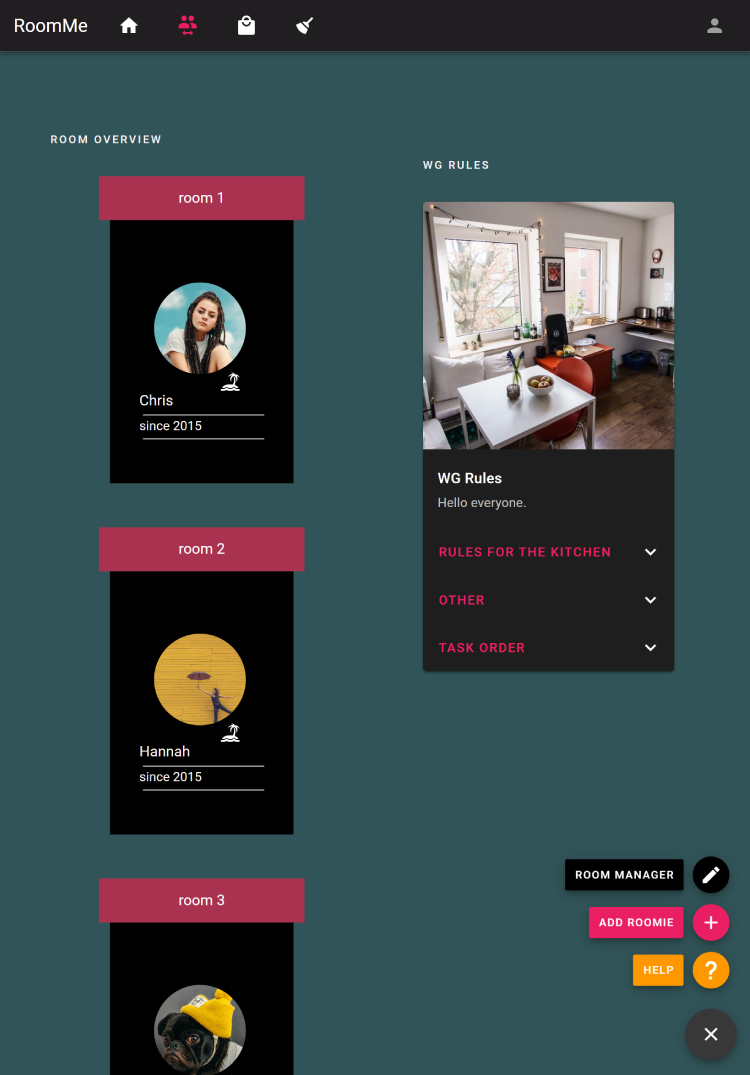 RoomMe
ROOM OVERVIEW
room 1
Chris
since 2015
room 2
Hannah
since 2015
room 3
WG RULES
WG Rules
Hello everyone.
RULES FOR THE KITCHEN
OTHER
TASK ORDER
ROOM MANAGER
ADD ROOMIE
HELP
?